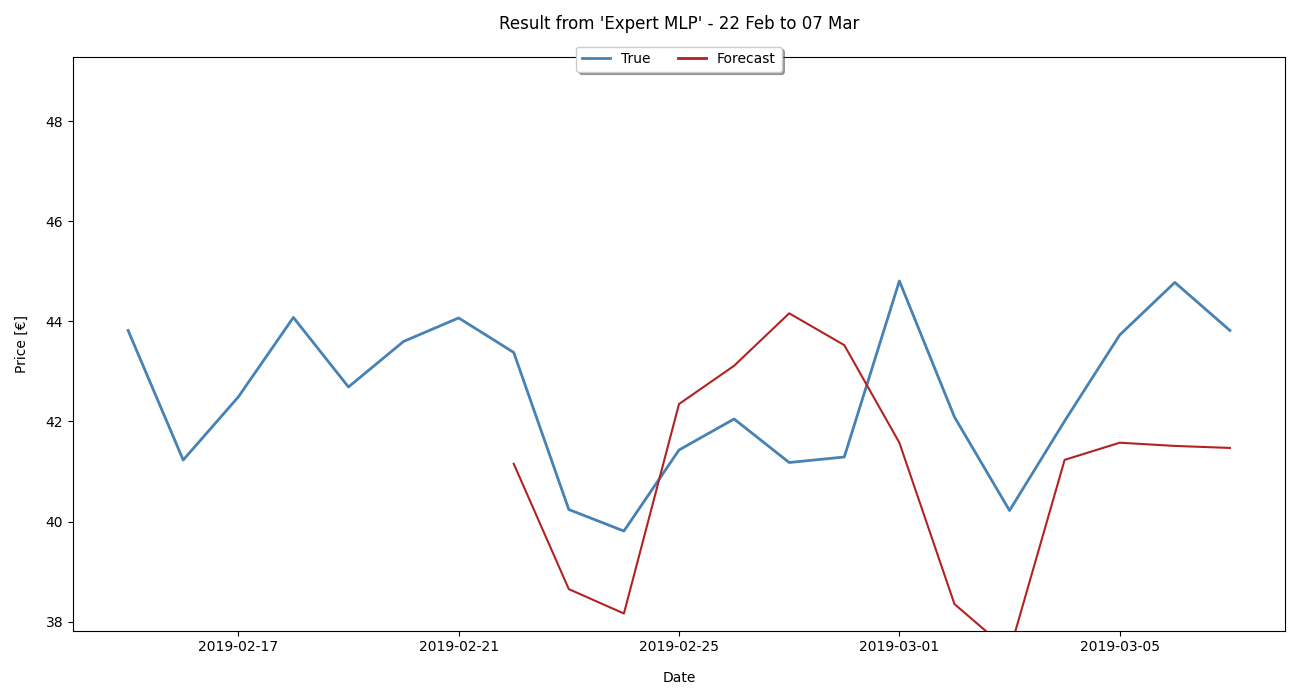 Result from 'Expert MLP' - 22 Feb to 07 Mar
True Forecast
48
46
44
42
40
38
Price [€]
2019-02-17 2019-02-21 2019-02-25 2019-03-01 2019-03-05
Date